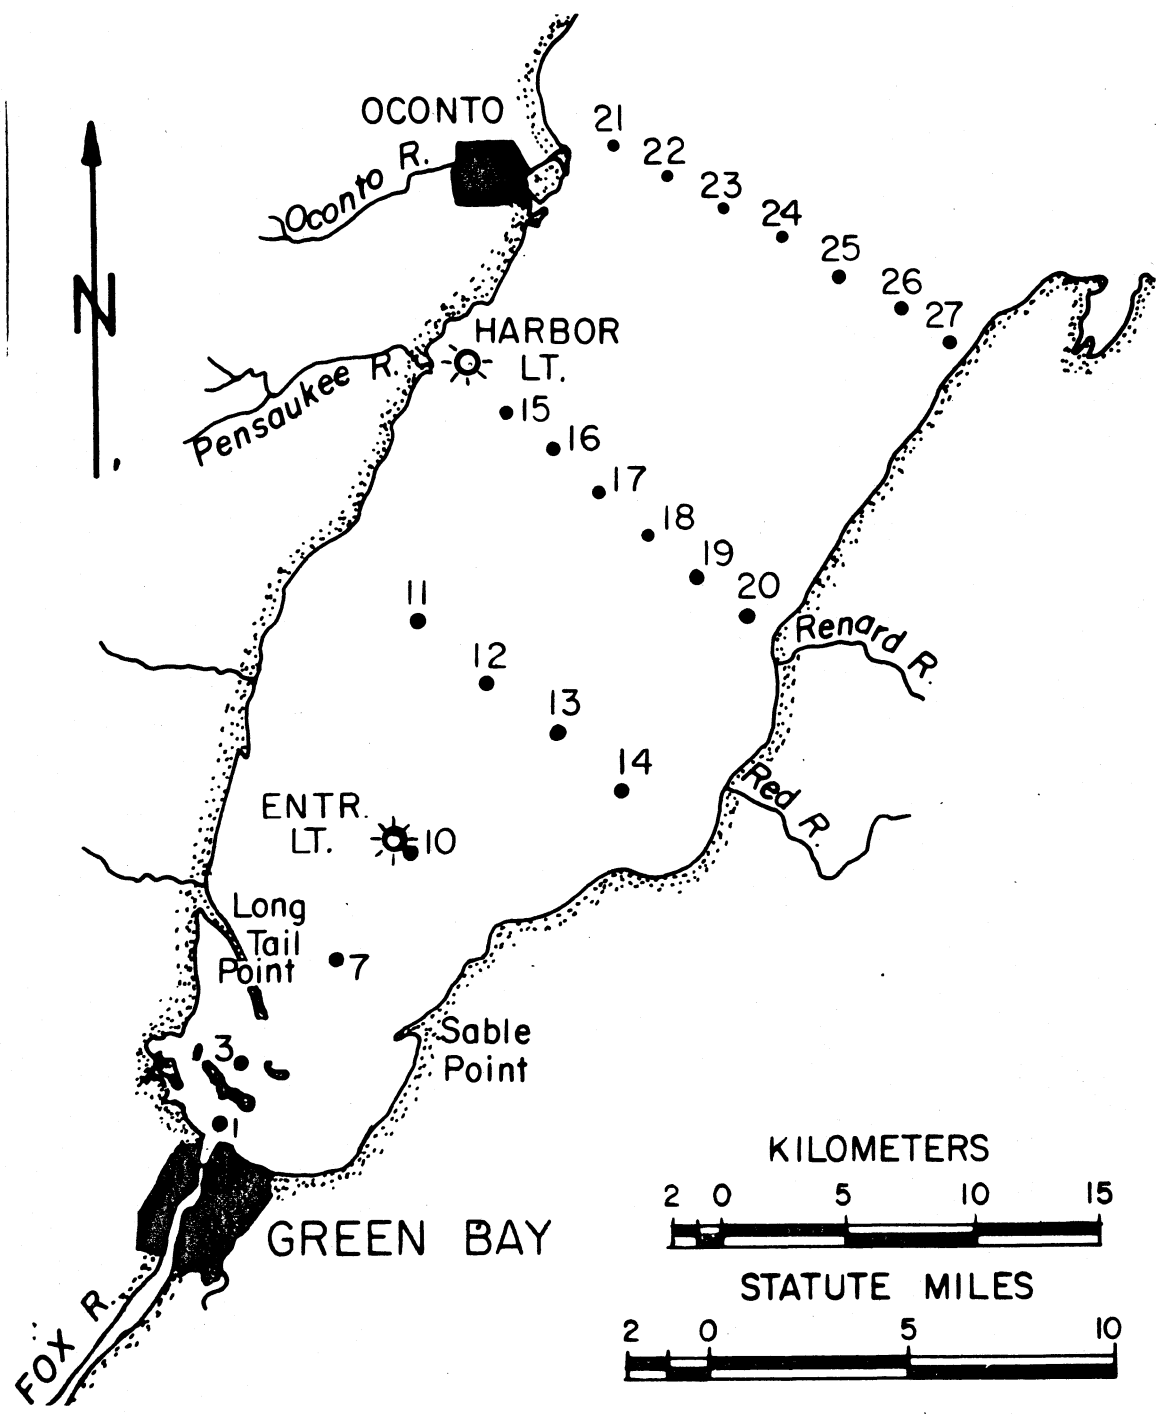 OCONTO
21
22
Oconto R.
23
24
25
26
N
27
HARBOR
LT.
Pensaukee R.
15
16
17
18
19
20
11
Renard R.
12
13
14
Red R.
ENTR.
LT.
10
Long
Tail
Point
7
Sable
Point
3
1
KILOMETERS
2 0 5 10 15
GREEN BAY
STATUTE MILES
2 0 5 10
FOX R.